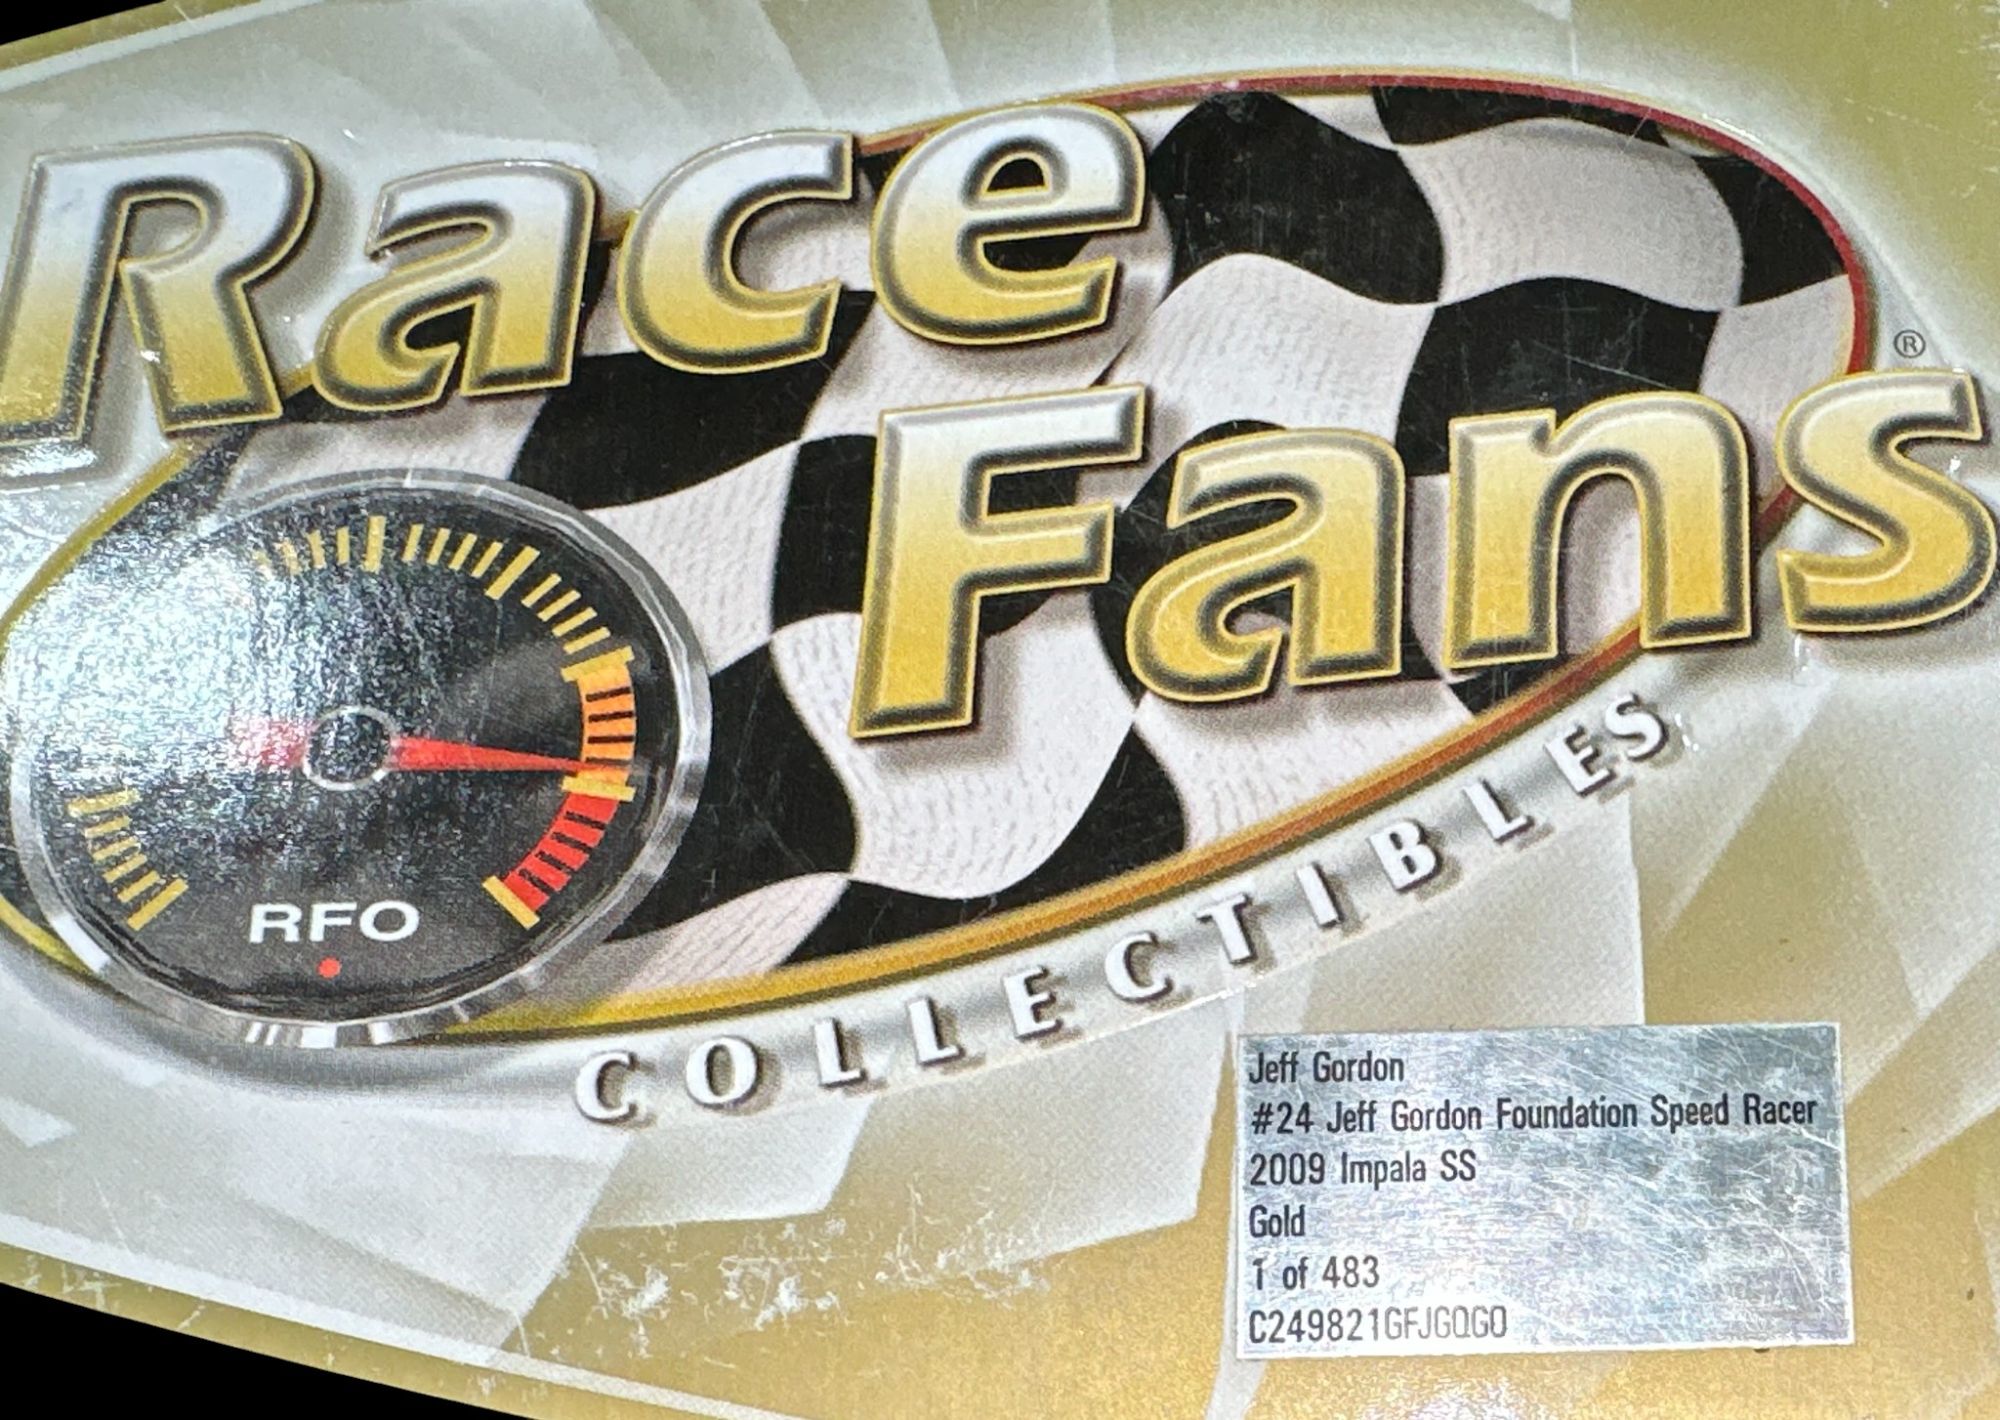 Race
Fans
®
RFO
COLLECTIBLES
Jeff Gordon
#24 Jeff Gordon Foundation Speed Racer
2009 Impala SS
Gold
1 of 483
C249821GFJGQGO